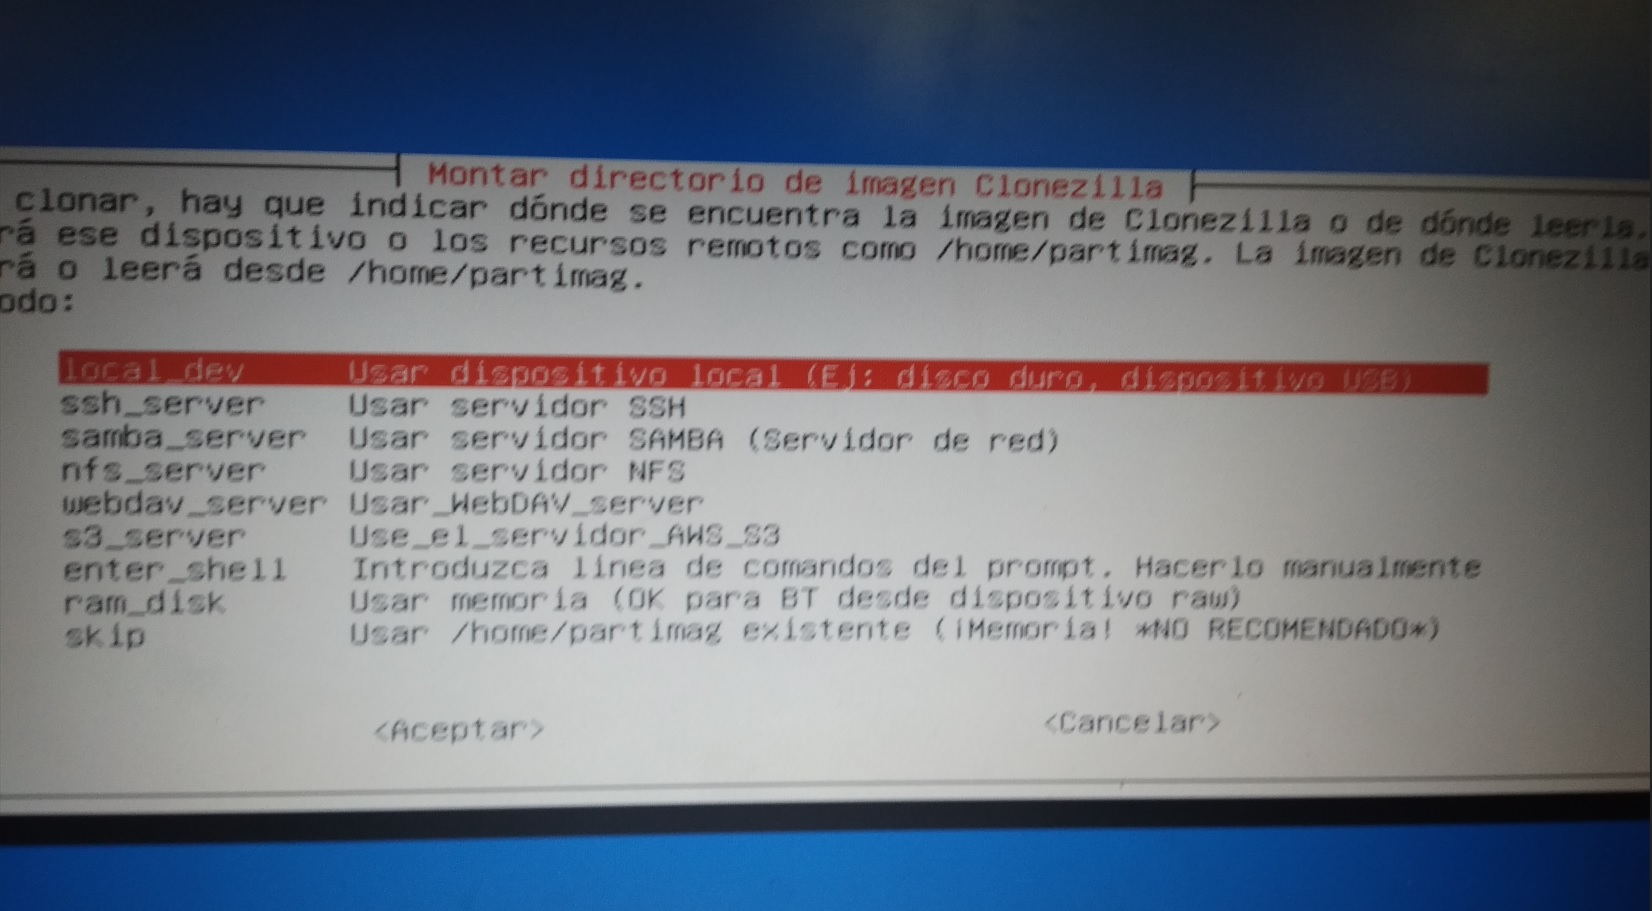 Montar directorio de imagen Clonezilla
clonar, hay que indicar dónde se encuentra la imagen de Clonezilla o de dónde leerla.
rá ese dispositivo o los recursos remotos como /home/partimag. La imagen de Clonezilla
rá o leerá desde /home/partimag.
odo:
local_dev Usar dispositivo local (Ej: disco duro, dispositivo USB)
ssh_server Usar servidor SSH
samba_server Usar servidor SAMBA (Servidor de red)
nfs_server Usar servidor NFS
webdav_server Usar_WebDAV_server
s3_server Use_el_servidor_AWS_S3
enter_shell Introduzca línea de comandos del prompt. Hacerlo manualmente
ram_disk Usar memoria (OK para BT desde dispositivo raw)
skip Usar /home/partimag existente (¡Memoria! *NO RECOMENDADO*)
<Aceptar> <Cancelar>